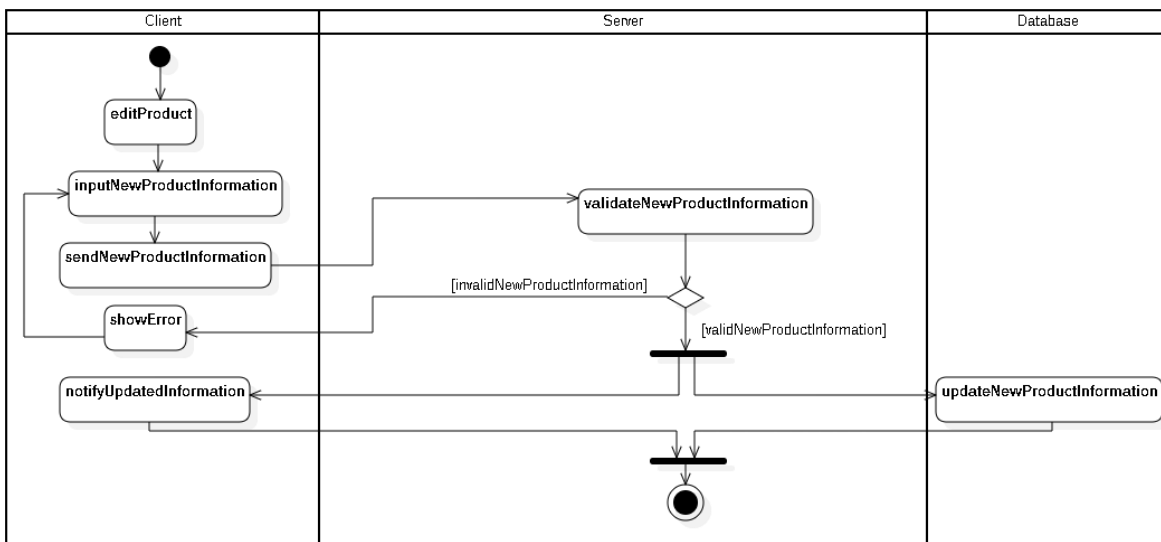 Client
Server
Database
editProduct
inputNewProductInformation
validateNewProductInformation
sendNewProductInformation
[invalidNewProductInformation]
showError
[validNewProductInformation]
notifyUpdatedInformation
updateNewProductInformation